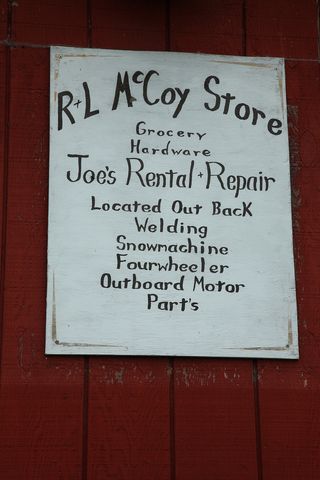 R+L McCoy Store
Grocery
Hardware
Joe's Rental + Repair
Located Out Back
Welding
Snowmachine
Fourwheeler
Outboard Motor
Part's